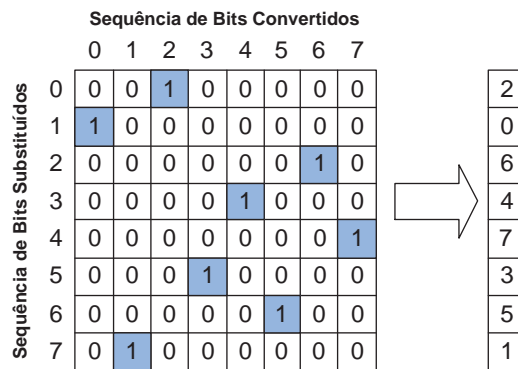 Sequência de Bits Convertidos
0 1 2 3 4 5 6 7
Sequência de Bits Substituídos
0 0 0 1 0 0 0 0 0 2
1 1 0 0 0 0 0 0 0 0
2 0 0 0 0 0 0 1 0 6
3 0 0 0 0 1 0 0 0 4
4 0 0 0 0 0 0 0 1 7
5 0 0 0 1 0 0 0 0 3
6 0 0 0 0 0 1 0 0 5
7 0 1 0 0 0 0 0 0 1